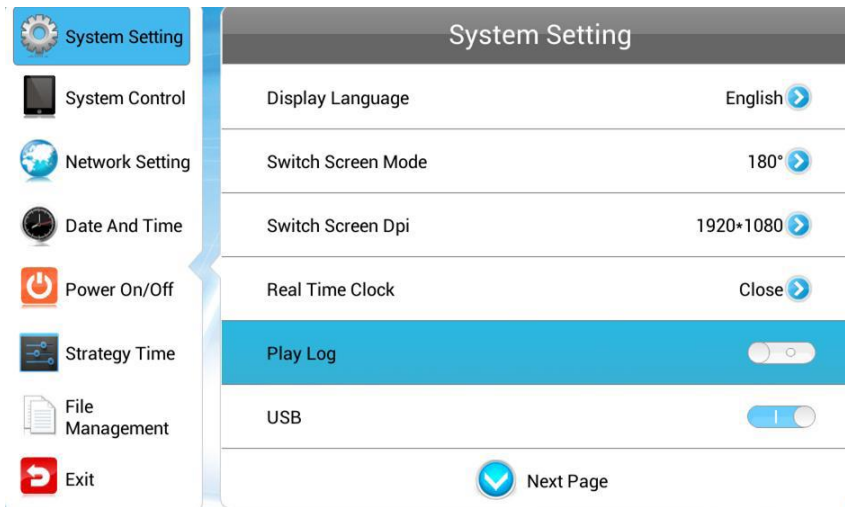 System Setting
System Control
Network Setting
Date And Time
Power On/Off
Strategy Time
File
Management
Exit
System Setting
Display Language English
Switch Screen Mode 180°
Switch Screen Dpi 1920*1080
Real Time Clock Close
Play Log
USB
Next Page